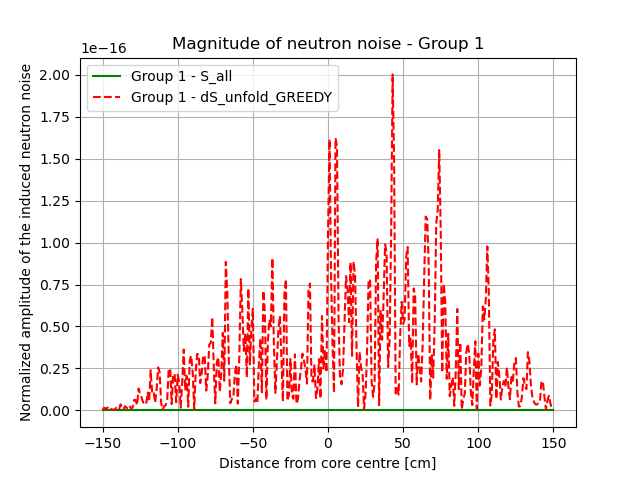 Magnitude of neutron noise - Group 1
1e−16
Group 1 - S_all
Group 1 - dS_unfold_GREEDY
Normalized amplitude of the induced neutron noise
2.00
1.75
1.50
1.25
1.00
0.75
0.50
0.25
0.00
−150
−100
−50
0
50
100
150
Distance from core centre [cm]